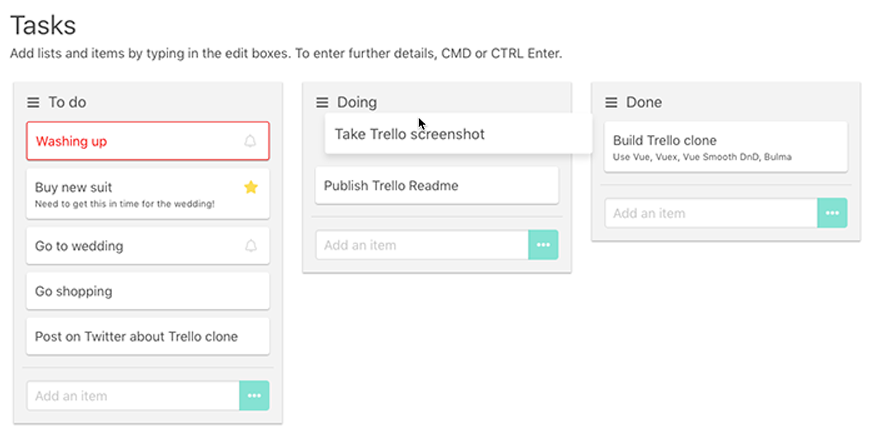 Tasks
Add lists and items by typing in the edit boxes. To enter further details, CMD or CTRL Enter.
To do
Washing up
Buy new suit
Need to get this in time for the wedding!
Go to wedding
Go shopping
Post on Twitter about Trello clone
Add an item
Doing
Take Trello screenshot
Publish Trello Readme
Add an item
Done
Build Trello clone
Use Vue, Vuex, Vue Smooth DnD, Bulma
Add an item